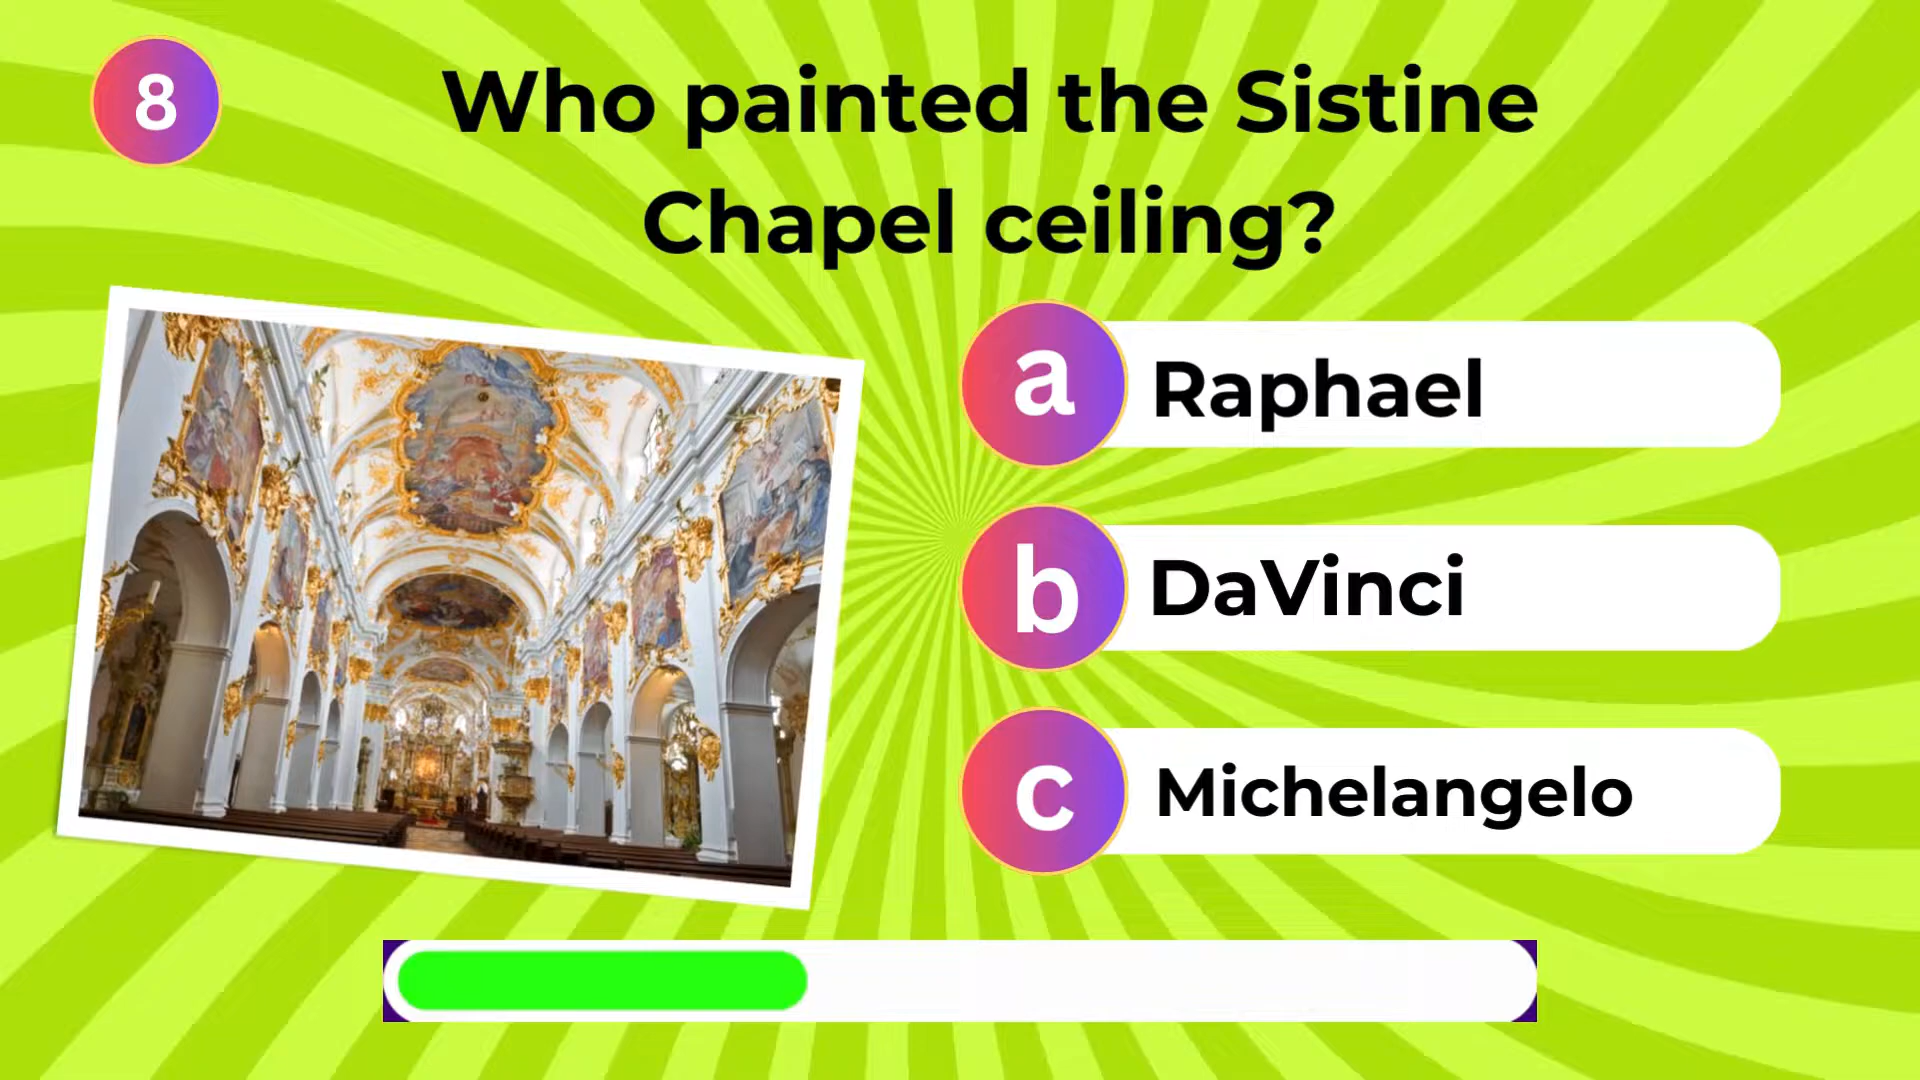 8
Who painted the Sistine
Chapel ceiling?
a Raphael
b DaVinci
c Michelangelo